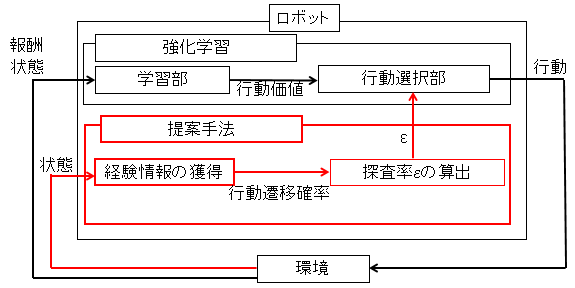 ロボット
報酬
状態
強化学習
学習部
行動価値
行動選択部
行動
提案手法
ε
状態
経験情報の獲得
行動遷移確率
探査率εの算出
環境